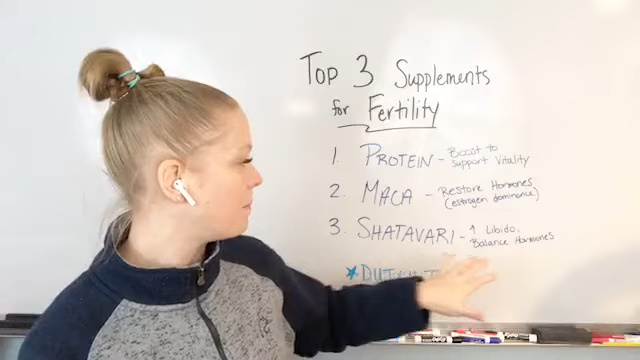 Top 3 Supplements
for Fertility
1. PROTEIN - Boost to
support Vitality
2. MACA - Restore Hormones
(estrogen dominance)
3. SHATAVARI - ↑ Libido,
Balance Hormones